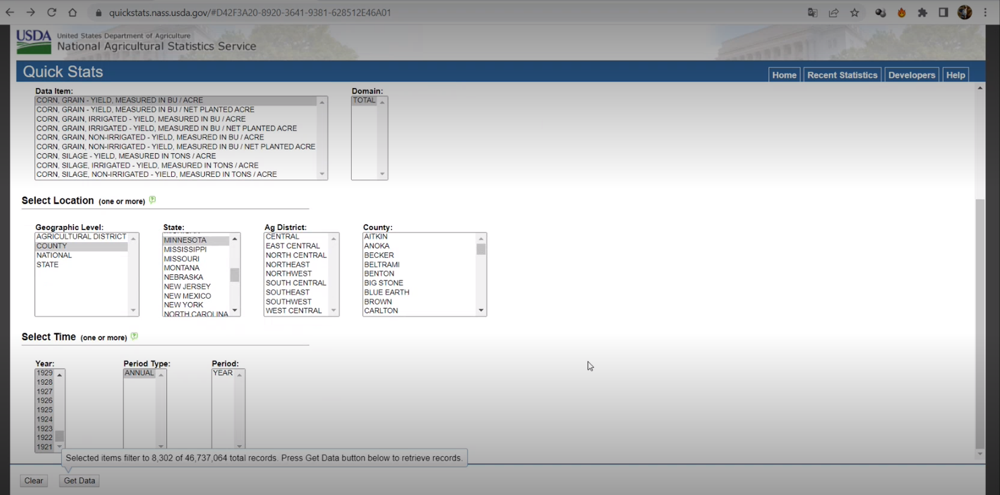 quickstats.nass.usda.gov/#D42F3A20-8920-3641-9381-628512E46A01
USDA United States Department of Agriculture
National Agricultural Statistics Service
Quick Stats
Home Recent Statistics Developers Help
Data Item: Domain:
CORN, GRAIN - YIELD, MEASURED IN BU / ACRE TOTAL
CORN, GRAIN - YIELD, MEASURED IN BU / NET PLANTED ACRE
CORN, GRAIN, IRRIGATED - YIELD, MEASURED IN BU / ACRE
CORN, GRAIN, IRRIGATED - YIELD, MEASURED IN BU / NET PLANTED ACRE
CORN, GRAIN, NON-IRRIGATED - YIELD, MEASURED IN BU / ACRE
CORN, GRAIN, NON-IRRIGATED - YIELD, MEASURED IN BU / NET PLANTED ACRE
CORN, SILAGE - YIELD, MEASURED IN TONS / ACRE
CORN, SILAGE, IRRIGATED - YIELD, MEASURED IN TONS / ACRE
CORN, SILAGE, NON-IRRIGATED - YIELD, MEASURED IN TONS / ACRE
Select Location (one or more) ?
Geographic Level:
AGRICULTURAL DISTRICT
COUNTY
NATIONAL
STATE
State:
MINNESOTA
MISSISSIPPI
MISSOURI
MONTANA
NEBRASKA
NEW JERSEY
NEW MEXICO
NEW YORK
NORTH CAROLINA
Ag District:
CENTRAL
EAST CENTRAL
NORTH CENTRAL
NORTHEAST
NORTHWEST
SOUTH CENTRAL
SOUTHEAST
SOUTHWEST
WEST CENTRAL
County:
AITKIN
ANOKA
BECKER
BELTRAMI
BENTON
BIG STONE
BLUE EARTH
BROWN
CARLTON
Select Time (one or more) ?
Year:
1929
1928
1927
1926
1925
1924
1923
1922
1921
Period Type:
ANNUAL
Period:
YEAR
Selected items filter to 8,302 of 46,737,064 total records. Press Get Data button below to retrieve records.
Clear Get Data